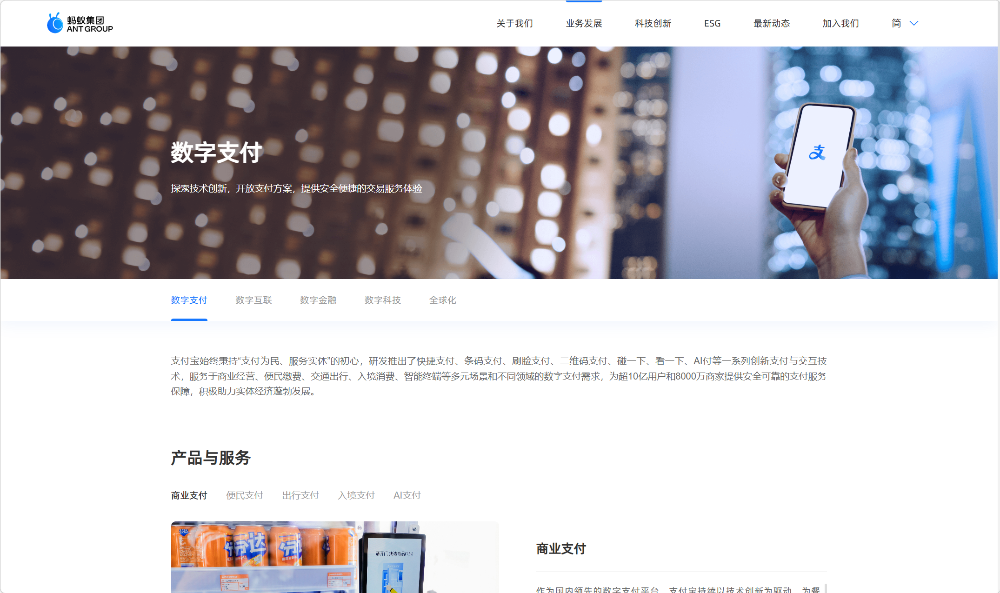 蚂蚁集团
ANT GROUP
关于我们
业务发展
科技创新
ESG
最新动态
加入我们
简
数字支付
探索技术创新，开放支付方案，提供安全便捷的交易服务体验
支
数字支付
数字互联
数字金融
数字科技
全球化
支付宝始终秉持“支付为民、服务实体”的初心，研发推出了快捷支付、条码支付、刷脸支付、二维码支付、碰一下、看一下、AI付等一系列创新支付与交互技
术，服务于商业经营、便民缴费、交通出行、入境消费、智能终端等多元场景和不同领域的数字支付需求，为超10亿用户和8000万商家提供安全可靠的支付服务
保障，积极助力实体经济蓬勃发展。
产品与服务
商业支付
便民支付
出行支付
入境支付
AI支付
芬达
芬达
请开门 挑选商品(15s)
商业支付
作为国内领先的数字支付平台，支付宝持续以技术创新为驱动，为餐